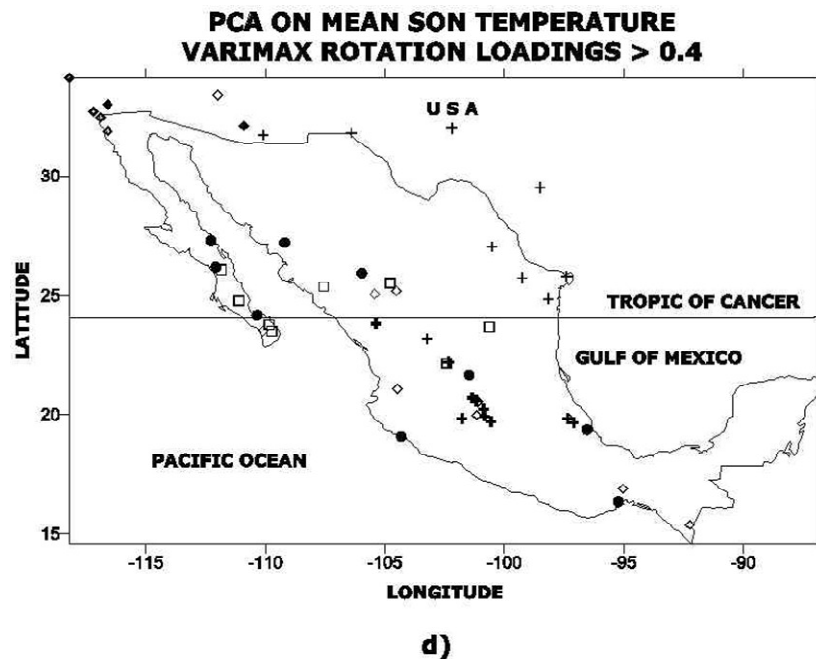 PCA ON MEAN SON TEMPERATURE
VARIMAX ROTATION LOADINGS > 0.4
U S A
30
25
20
15
LATITUDE
TROPIC OF CANCER
GULF OF MEXICO
PACIFIC OCEAN
-115 -110 -105 -100 -95 -90
LONGITUDE
d)